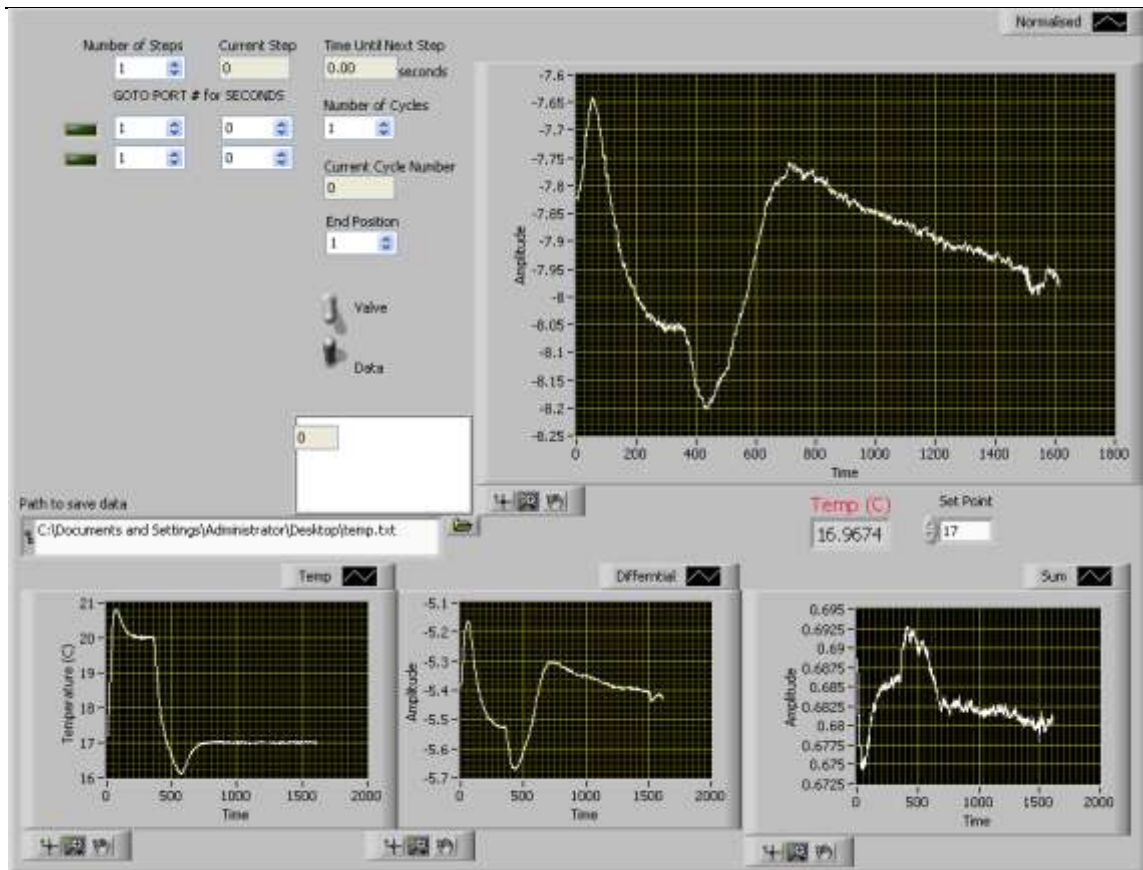 Normalised
Number of Steps Current Step Time Until Next Step
1 0 0.00 seconds
GOTO PORT # for SECONDS
Number of Cycles
1 0 1
1 0
Current Cycle Number
0
End Position
1
Valve
Data
0
Amplitude
-7.6
-7.65
-7.7
-7.75
-7.8
-7.85
-7.9
-7.95
-8
-8.05
-8.1
-8.15
-8.2
-8.25
0 200 400 600 800 1000 1200 1400 1600 1800
Time
Path to save data
C:\Documents and Settings\Administrator\Desktop\temp.txt
Temp (C) Set Point
16.9674 17
Temp
Temperature (C)
21
20
19
18
17
16
0 500 1000 1500 2000
Time
Differntial
Amplitude
-5.1
-5.2
-5.3
-5.4
-5.5
-5.6
-5.7
0 500 1000 1500 2000
Time
Sum
Amplitude
0.695
0.6925
0.69
0.6875
0.685
0.6825
0.68
0.6775
0.675
0.6725
0 500 1000 1500 2000
Time